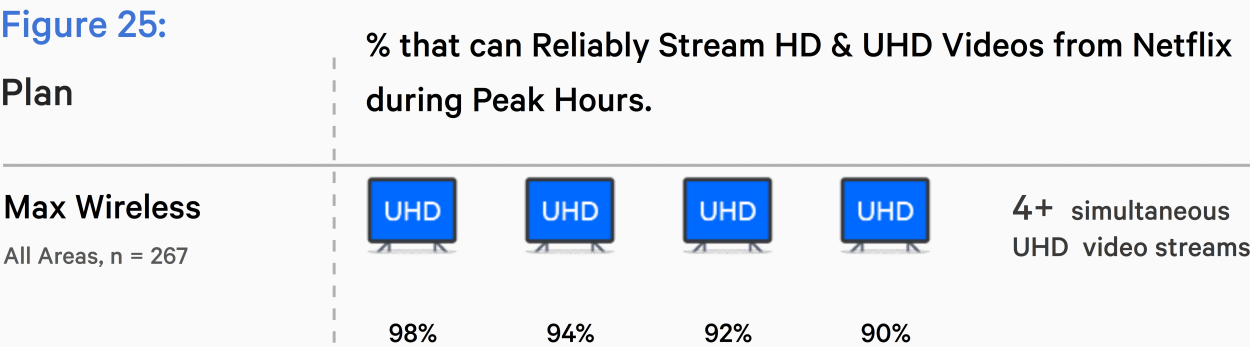 Figure 25:
Plan
% that can Reliably Stream HD & UHD Videos from Netflix
during Peak Hours.
Max Wireless
All Areas, n = 267
UHD UHD UHD UHD
4+ simultaneous
UHD video streams
98% 94% 92% 90%